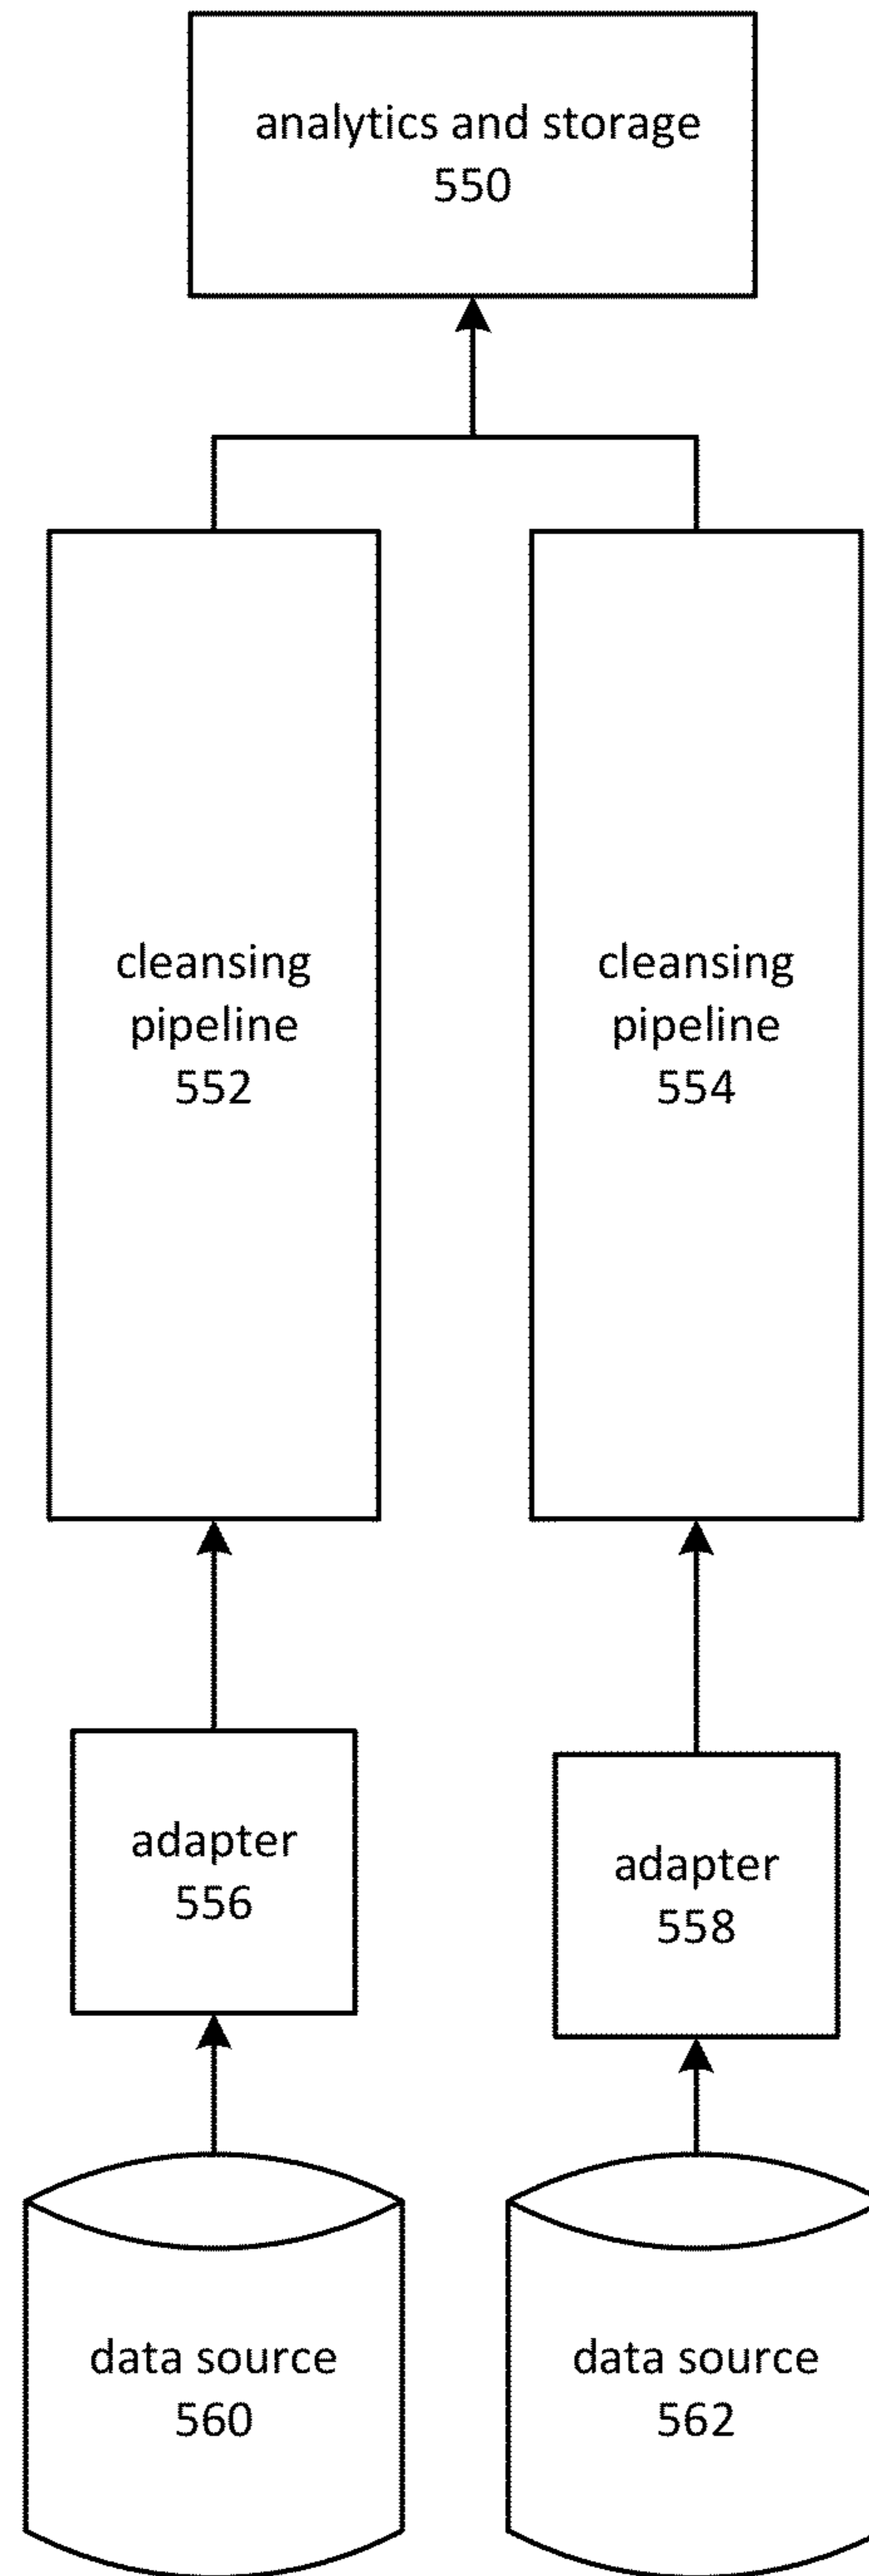 analytics and storage
550
cleansing
pipeline
552
cleansing
pipeline
554
adapter
556
adapter
558
data source
560
data source
562